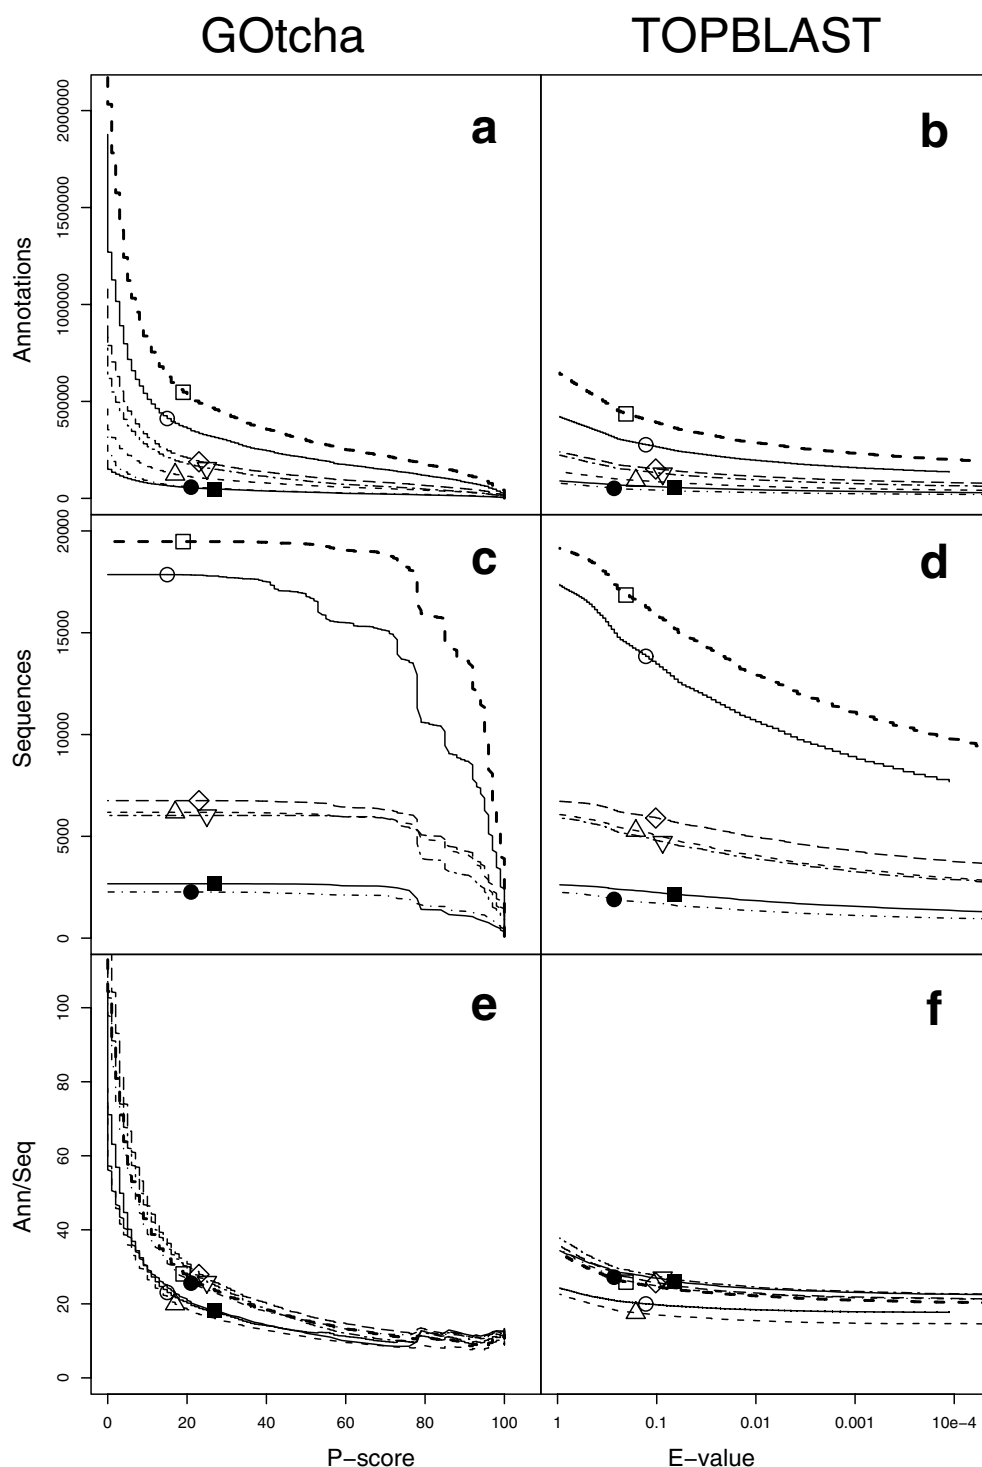 GOtcha TOPBLAST
a b
Annotations
0 500000 1000000 1500000 2000000
c d
Sequences
0 5000 10000 15000 20000
e f
Ann/Seq
0 20 40 60 80 100
0 20 40 60 80 100 1 0.1 0.01 0.001 10e−4
P−score E−value